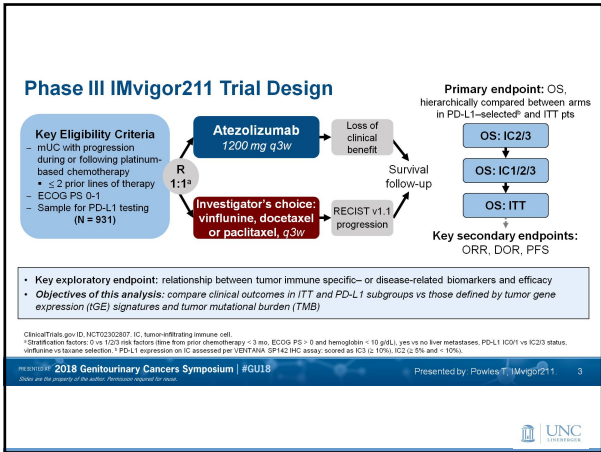 Phase III IMvigor211 Trial Design
Key Eligibility Criteria
– mUC with progression
during or following platinum-
based chemotherapy
▪ ≤ 2 prior lines of therapy
– ECOG PS 0-1
– Sample for PD-L1 testing
(N = 931)
R
1:1ᵃ
Atezolizumab
1200 mg q3w
Investigator's choice:
vinflunine, docetaxel
or paclitaxel, q3w
Loss of
clinical
benefit
RECIST v1.1
progression
Survival
follow-up
Primary endpoint: OS,
hierarchically compared between arms
in PD-L1–selectedᵇ and ITT pts
OS: IC2/3
OS: IC1/2/3
OS: ITT
Key secondary endpoints:
ORR, DOR, PFS
• Key exploratory endpoint: relationship between tumor immune specific– or disease-related biomarkers and efficacy
• Objectives of this analysis: compare clinical outcomes in ITT and PD-L1 subgroups vs those defined by tumor gene
expression (tGE) signatures and tumor mutational burden (TMB)
ClinicalTrials.gov ID, NCT02302807. IC, tumor-infiltrating immune cell.
ᵃ Stratification factors: 0 vs 1/2/3 risk factors (time from prior chemotherapy < 3 mo, ECOG PS > 0 and hemoglobin < 10 g/dL), yes vs no liver metastases, PD-L1 IC0/1 vs IC2/3 status,
vinflunine vs taxane selection. ᵇ PD-L1 expression on IC assessed per VENTANA SP142 IHC assay: scored as IC3 (≥ 10%), IC2 (≥ 5% and < 10%).
PRESENTED AT: 2018 Genitourinary Cancers Symposium | #GU18
Slides are the property of the author. Permission required for reuse.
Presented by: Powles T, IMvigor211
3
UNC
LINEBERGER